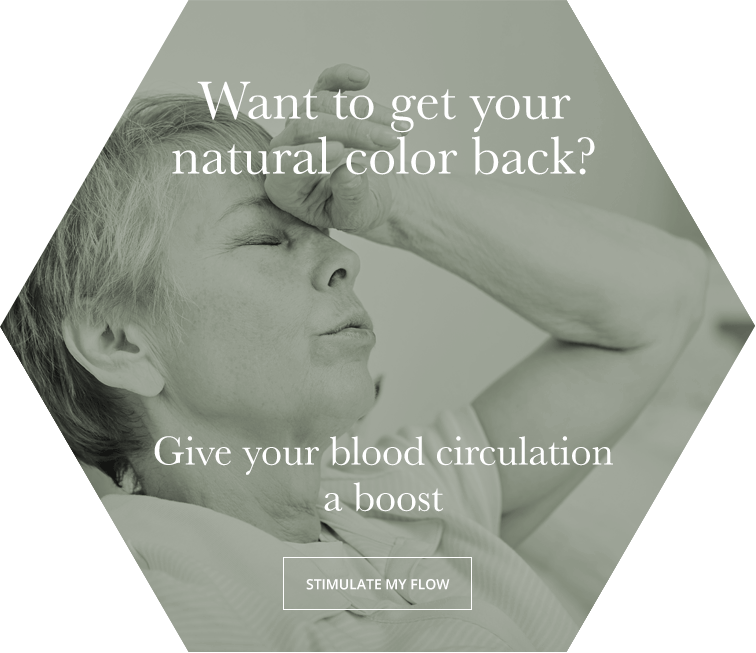 Want to get your
natural color back?
Give your blood circulation
a boost
STIMULATE MY FLOW